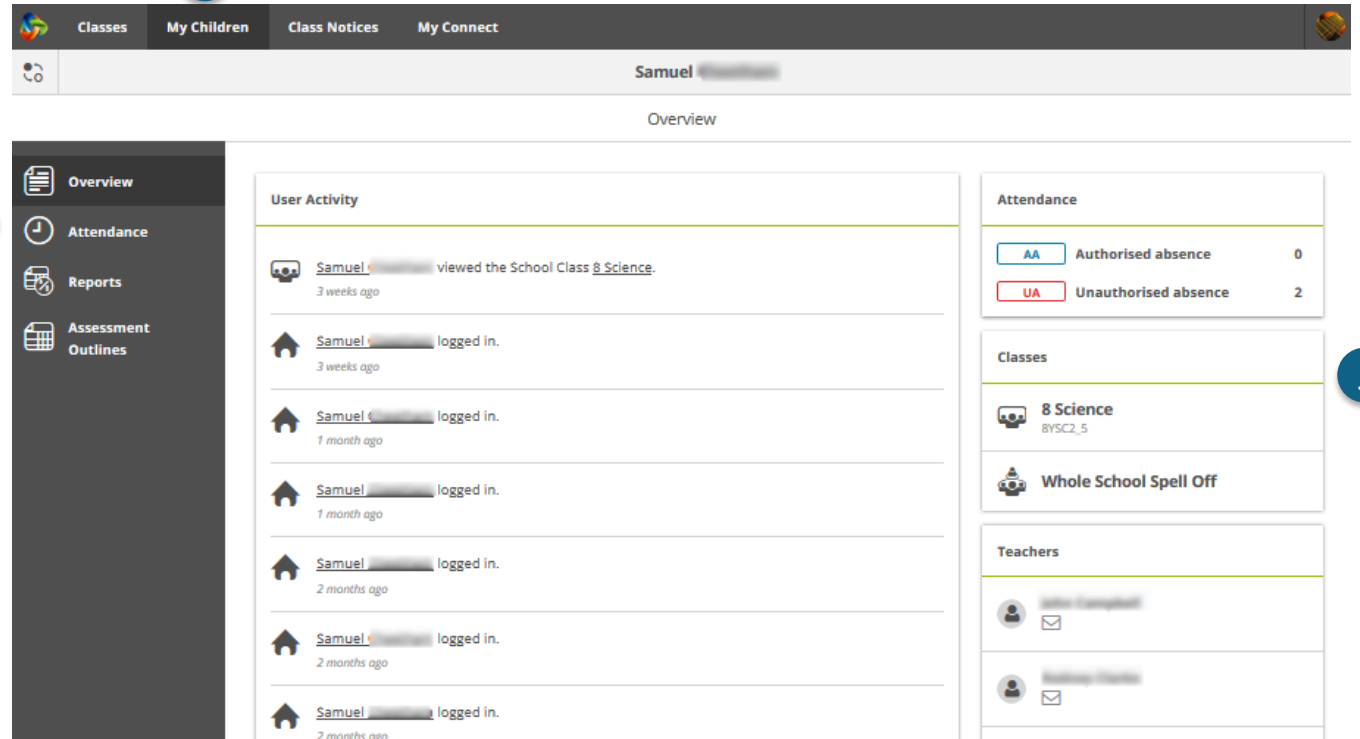 Classes My Children Class Notices My Connect
Samuel
Overview
Overview
Attendance
Reports
Assessment
Outlines
User Activity
Samuel viewed the School Class 8 Science.
3 weeks ago
Samuel logged in.
3 weeks ago
Samuel logged in.
1 month ago
Samuel logged in.
1 month ago
Samuel logged in.
2 months ago
Samuel logged in.
2 months ago
Samuel logged in.
2 months ago
Attendance
AA Authorised absence 0
UA Unauthorised absence 2
Classes
8 Science
8YSC2_5
Whole School Spell Off
Teachers